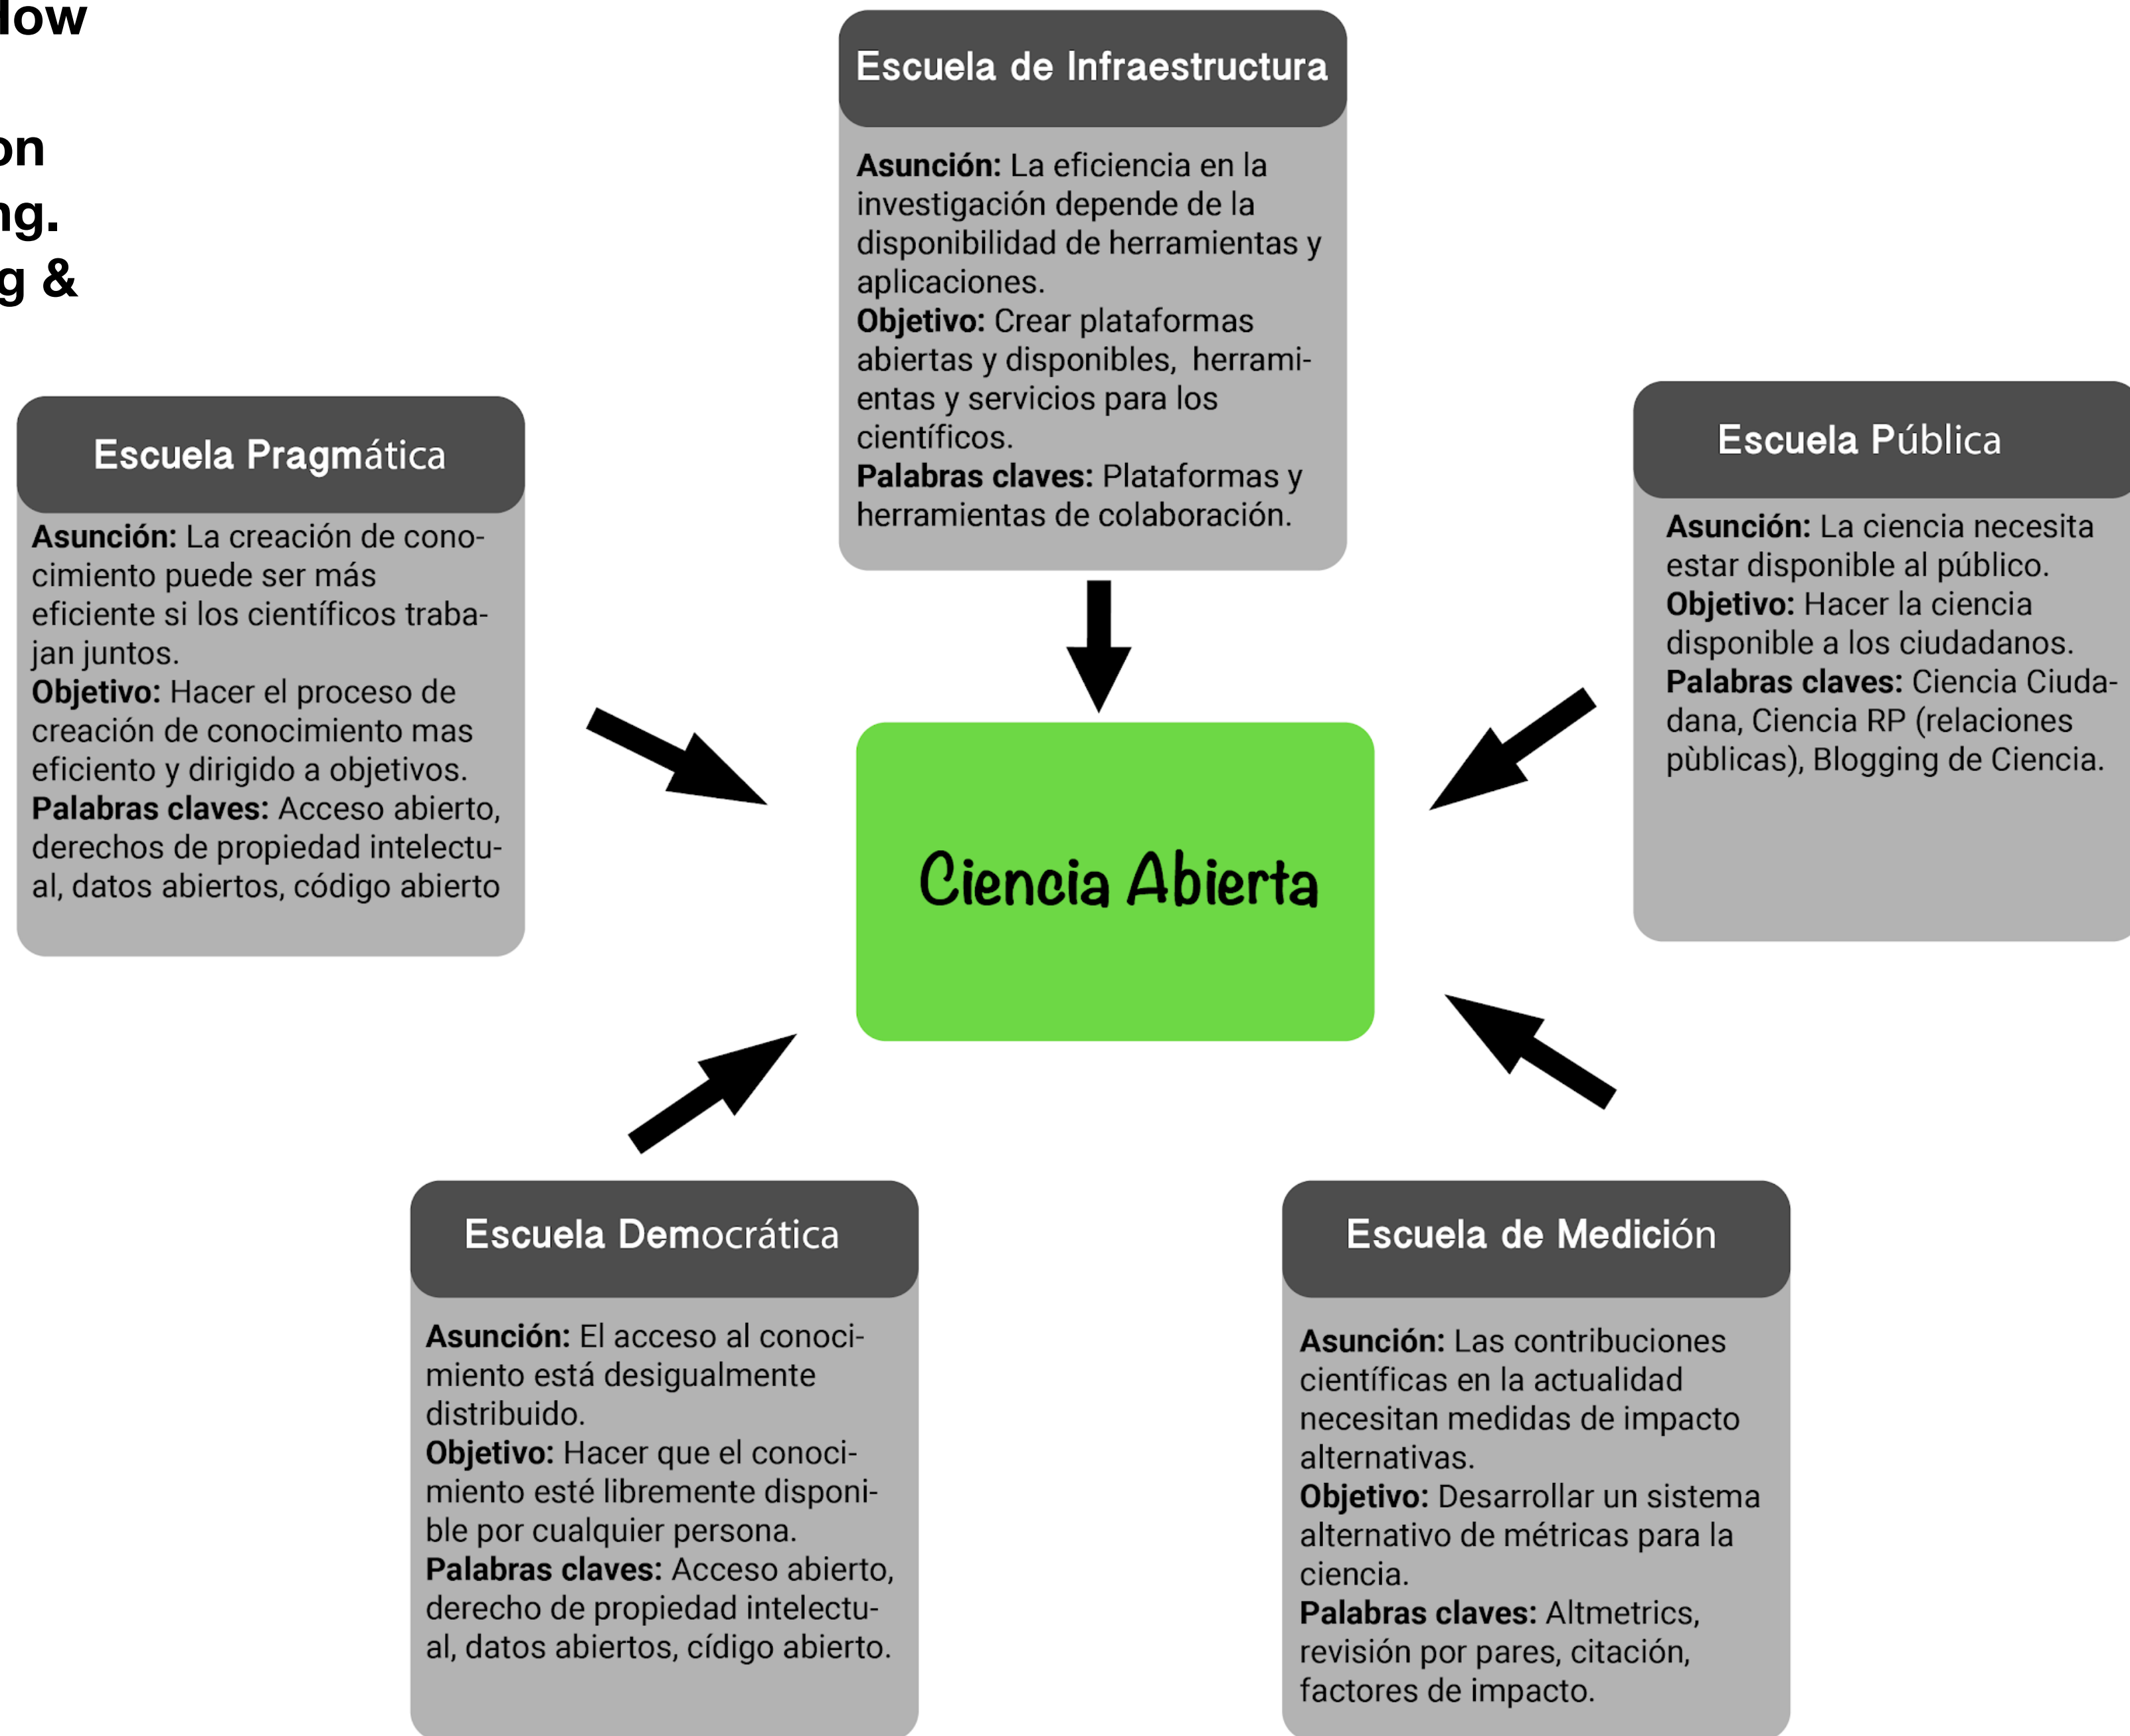 on
&
Escuela de Infraestructura
Asunción: La eficiencia en la
investigación depende de la
disponibilidad de herramientas y
aplicaciones.
Objetivo: Crear plataformas
abiertas y disponibles, herrami-
entas y servicios para los
científicos.
Palabras claves: Plataformas y
herramientas de colaboración.
Escuela Pragmática
Asunción: La creación de cono-
cimiento puede ser más
eficiente si los científicos traba-
jan juntos.
Objetivo: Hacer el proceso de
creación de conocimiento mas
eficiento y dirigido a objetivos.
Palabras claves: Acceso abierto,
derechos de propiedad intelectu-
al, datos abiertos, código abierto
Escuela Pública
Asunción: La ciencia necesita
estar disponible al público.
Objetivo: Hacer la ciencia
disponible a los ciudadanos.
Palabras claves: Ciencia Ciuda-
dana, Ciencia RP (relaciones
pùblicas), Blogging de Ciencia.
Ciencia Abierta
Escuela Democrática
Asunción: El acceso al conoci-
miento está desigualmente
distribuido.
Objetivo: Hacer que el conoci-
miento esté libremente disponi-
ble por cualquier persona.
Palabras claves: Acceso abierto,
derecho de propiedad intelectu-
al, datos abiertos, cídigo abierto.
Escuela de Medición
Asunción: Las contribuciones
científicas en la actualidad
necesitan medidas de impacto
alternativas.
Objetivo: Desarrollar un sistema
alternativo de métricas para la
ciencia.
Palabras claves: Altmetrics,
revisión por pares, citación,
factores de impacto.